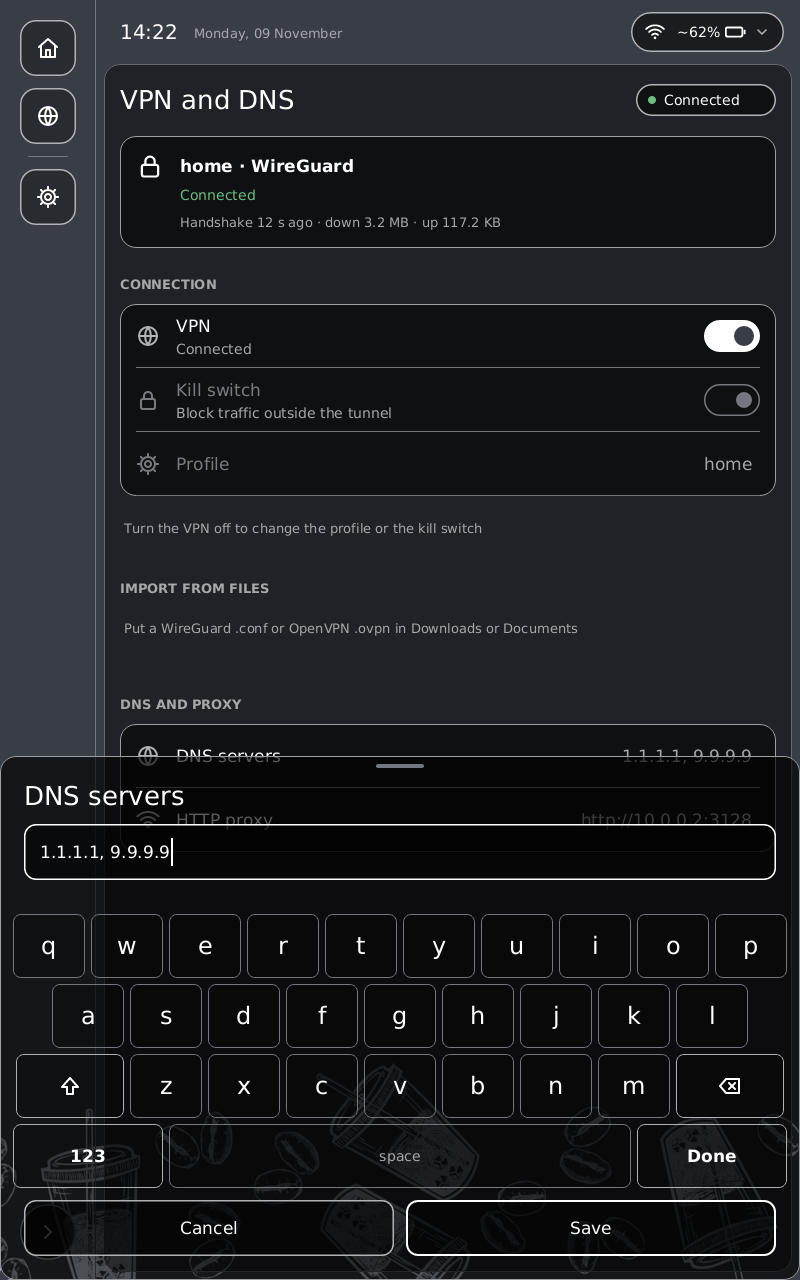 14:22 Monday, 09 November ~62%
VPN and DNS Connected
home · WireGuard
Connected
Handshake 12 s ago · down 3.2 MB · up 117.2 KB
CONNECTION
VPN
Connected
Kill switch
Block traffic outside the tunnel
Profile home
Turn the VPN off to change the profile or the kill switch
IMPORT FROM FILES
Put a WireGuard .conf or OpenVPN .ovpn in Downloads or Documents
DNS AND PROXY
DNS servers 1.1.1.1, 9.9.9.9
DNS servers
HTTP proxy http://10.0.0.2:3128
1.1.1.1, 9.9.9.9
q w e r t y u i o p
a s d f g h j k l
z x c v b n m
123 space Done
Cancel Save